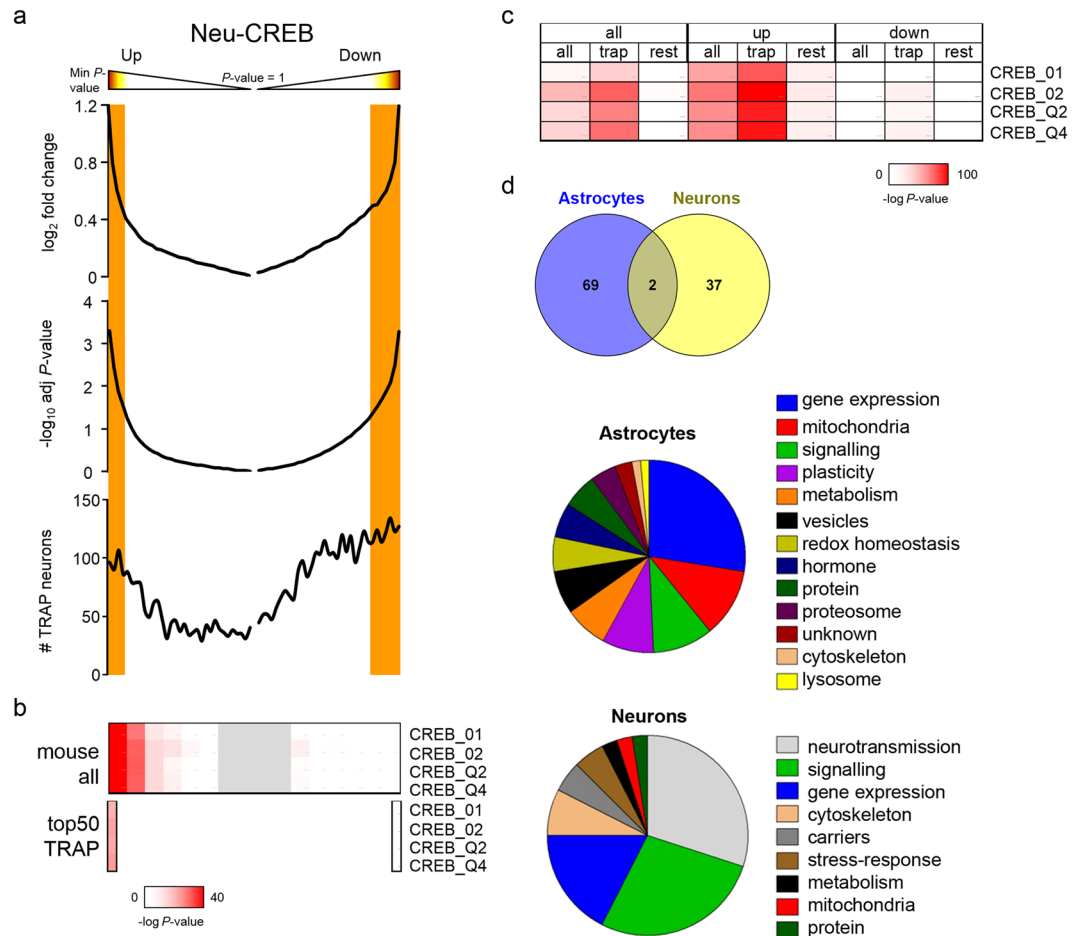 a
Neu-CREB
Up
Down
Min P-
value
P-value = 1
1.2
0.8
0.4
0
log2 fold change
4
3
2
1
0
-log10 adj P-value
150
100
50
0
# TRAP neurons
b
mouse
all
CREB_01
CREB_02
CREB_Q2
CREB_Q4
top50
TRAP
CREB_01
CREB_02
CREB_Q2
CREB_Q4
0 40
-log P-value
c
all up down
all trap rest all trap rest all trap rest
CREB_01
CREB_02
CREB_Q2
CREB_Q4
0 100
-log P-value
d
Astrocytes Neurons
69 2 37
Astrocytes
gene expression
mitochondria
signalling
plasticity
metabolism
vesicles
redox homeostasis
hormone
protein
proteosome
unknown
cytoskeleton
lysosome
Neurons
neurotransmission
signalling
gene expression
cytoskeleton
carriers
stress-response
metabolism
mitochondria
protein